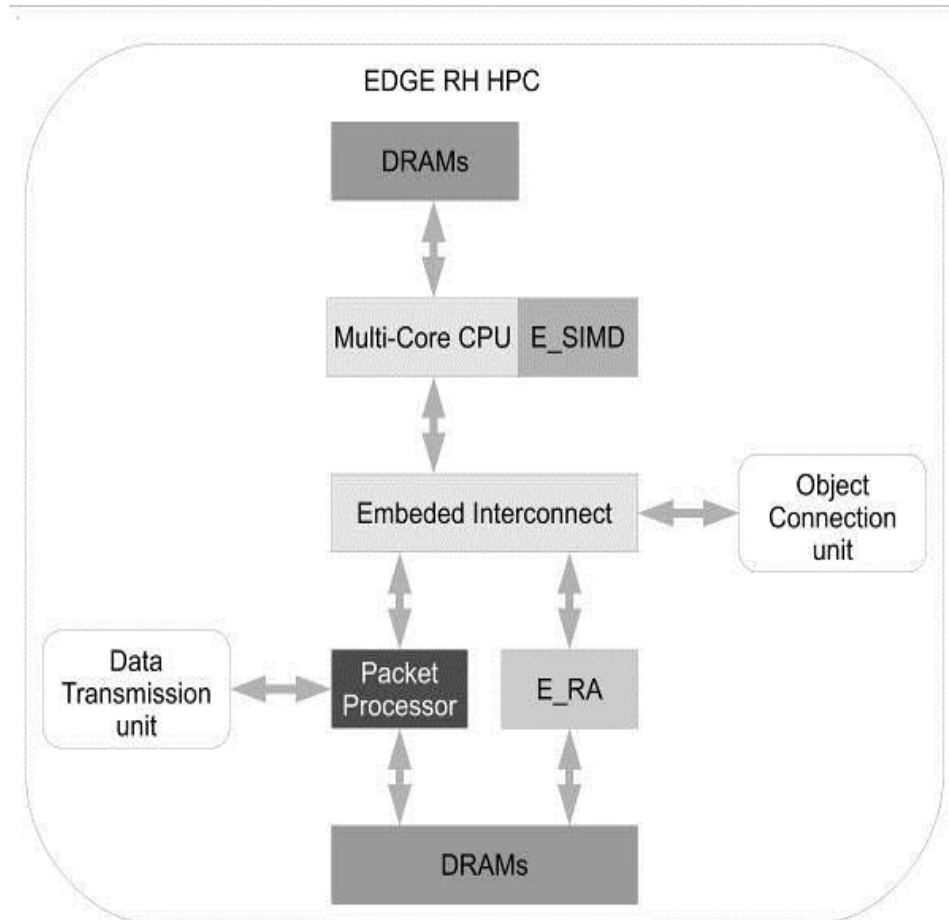 EDGE RH HPC
DRAMs
Multi-Core CPU
E_SIMD
Embeded Interconnect
Object
Connection
unit
Data
Transmission
unit
Packet
Processor
E_RA
DRAMs